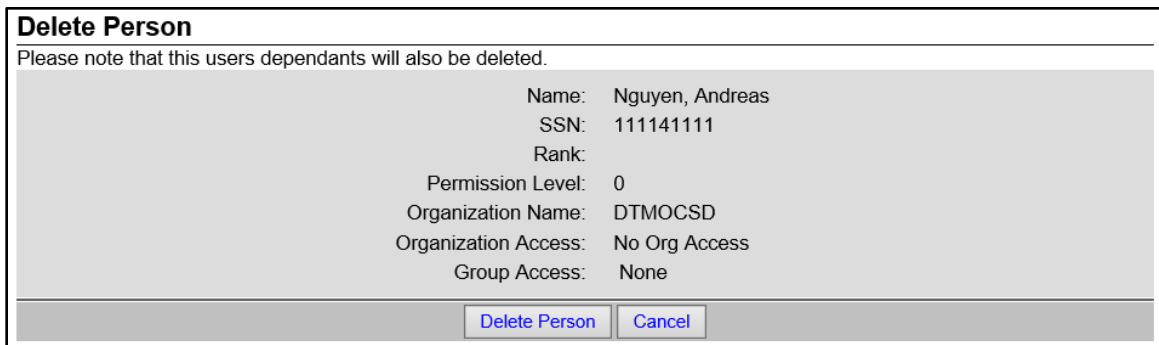 Delete Person
Please note that this users dependants will also be deleted.
Name: Nguyen, Andreas
SSN: 111141111
Rank:
Permission Level: 0
Organization Name: DTMOCSD
Organization Access: No Org Access
Group Access: None
Delete Person Cancel